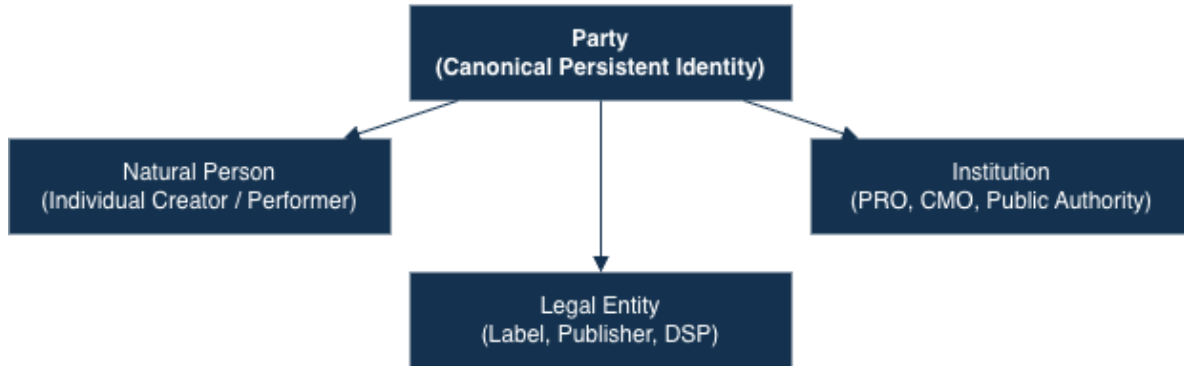 Party
(Canonical Persistent Identity)
Natural Person
(Individual Creator / Performer)
Institution
(PRO, CMO, Public Authority)
Legal Entity
(Label, Publisher, DSP)